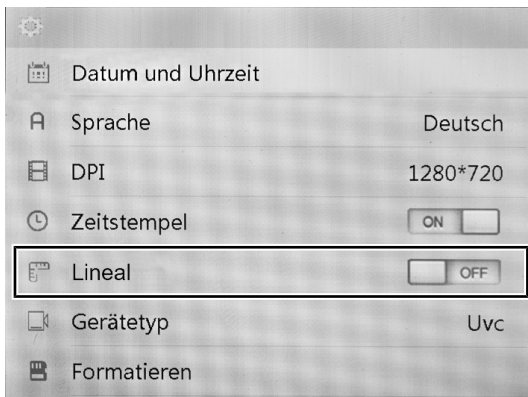 Datum und Uhrzeit
Sprache Deutsch
DPI 1280*720
Zeitstempel ON
Lineal OFF
Gerätetyp Uvc
Formatieren